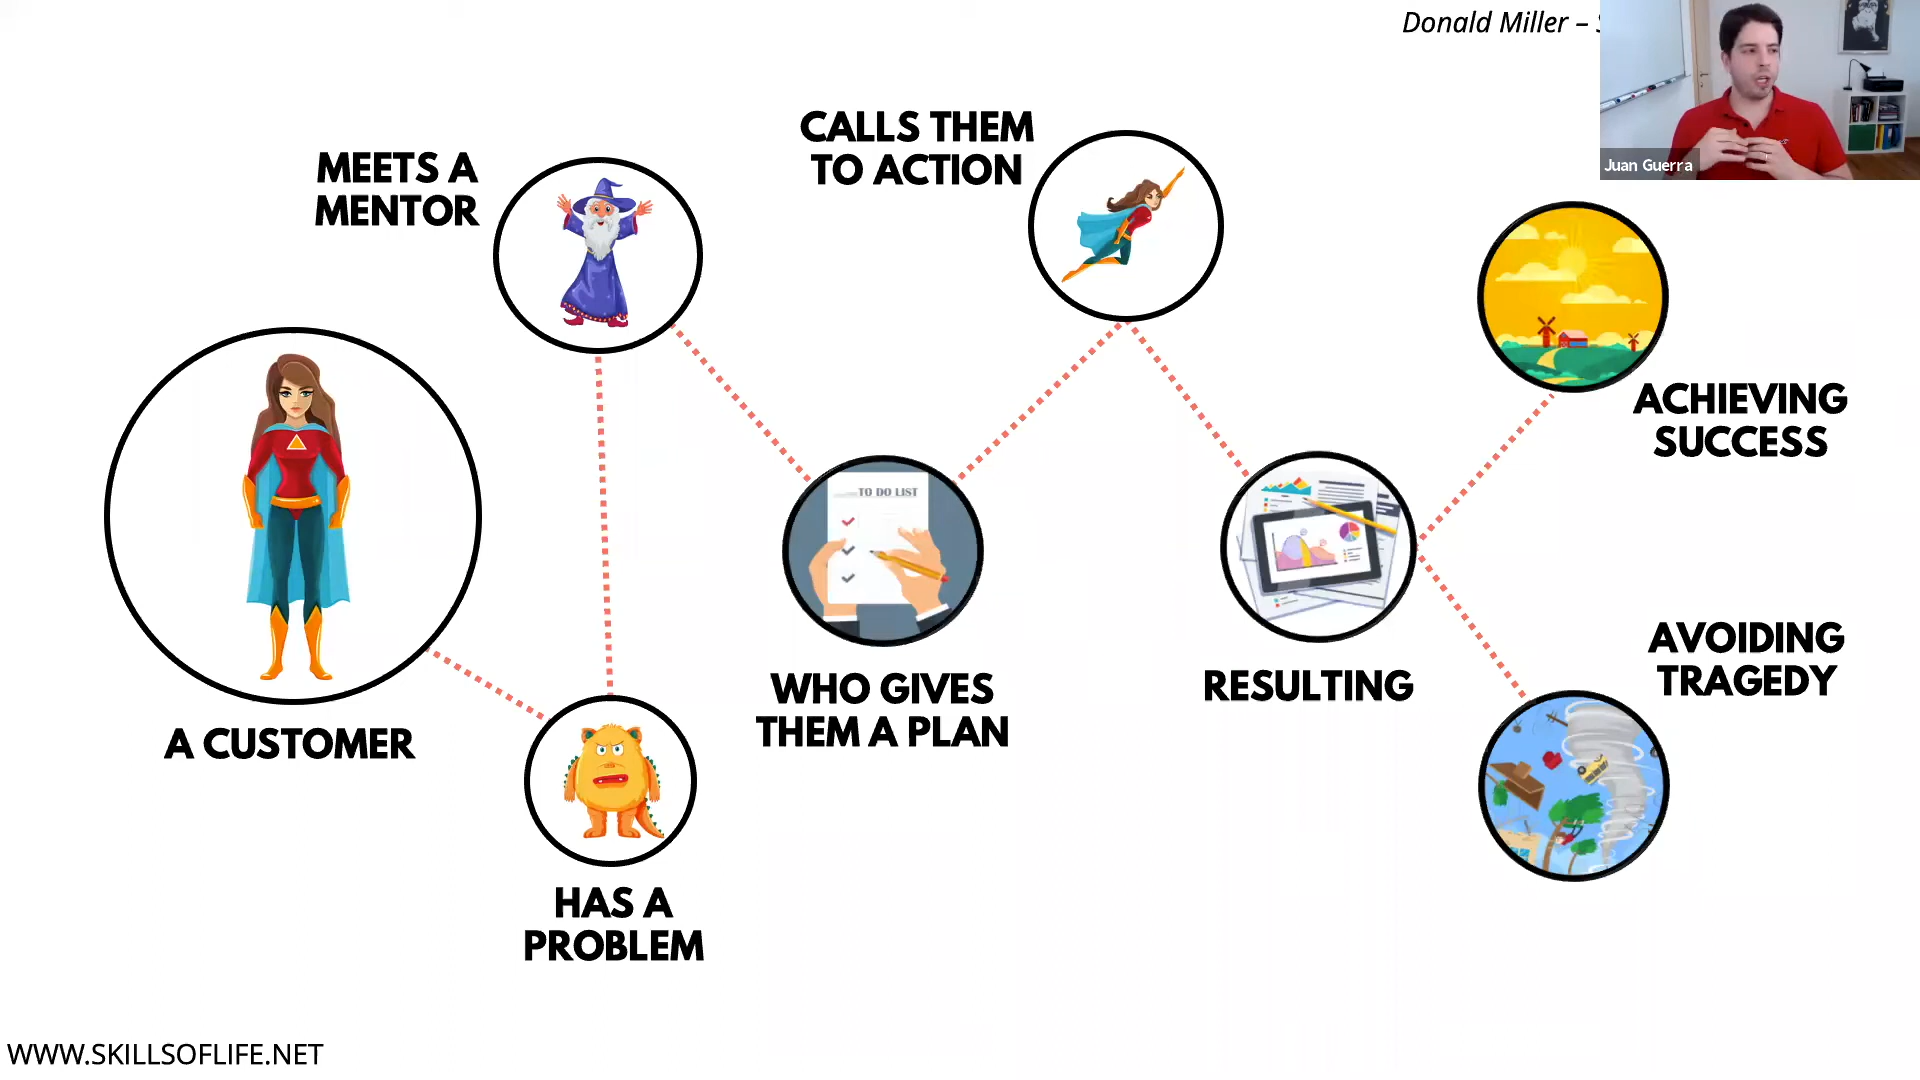 Donald Miller –
Juan Guerra
CALLS THEM
TO ACTION
MEETS A
MENTOR
ACHIEVING
SUCCESS
TO DO LIST
A CUSTOMER
WHO GIVES
THEM A PLAN
RESULTING
AVOIDING
TRAGEDY
HAS A
PROBLEM
WWW.SKILLSOFLIFE.NET